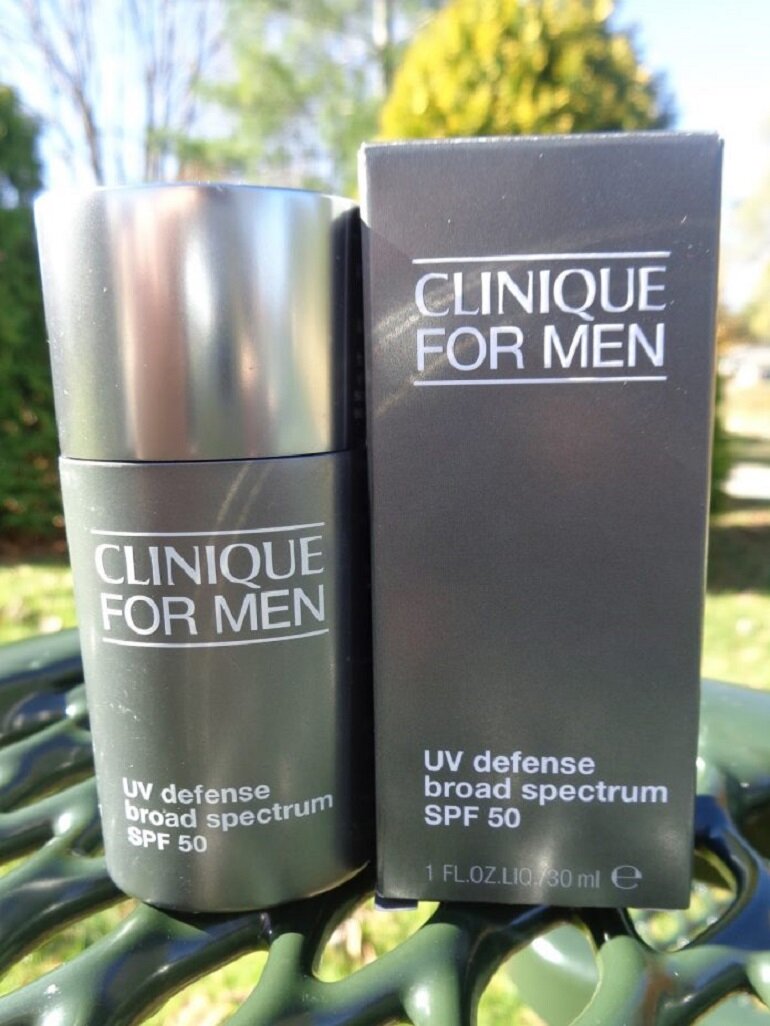 CLINIQUE
FOR MEN
UV defense
broad spectrum
SPF 50
CLINIQUE
FOR MEN
UV defense
broad spectrum
SPF 50
1 FL.OZ.LIQ./30 ml e